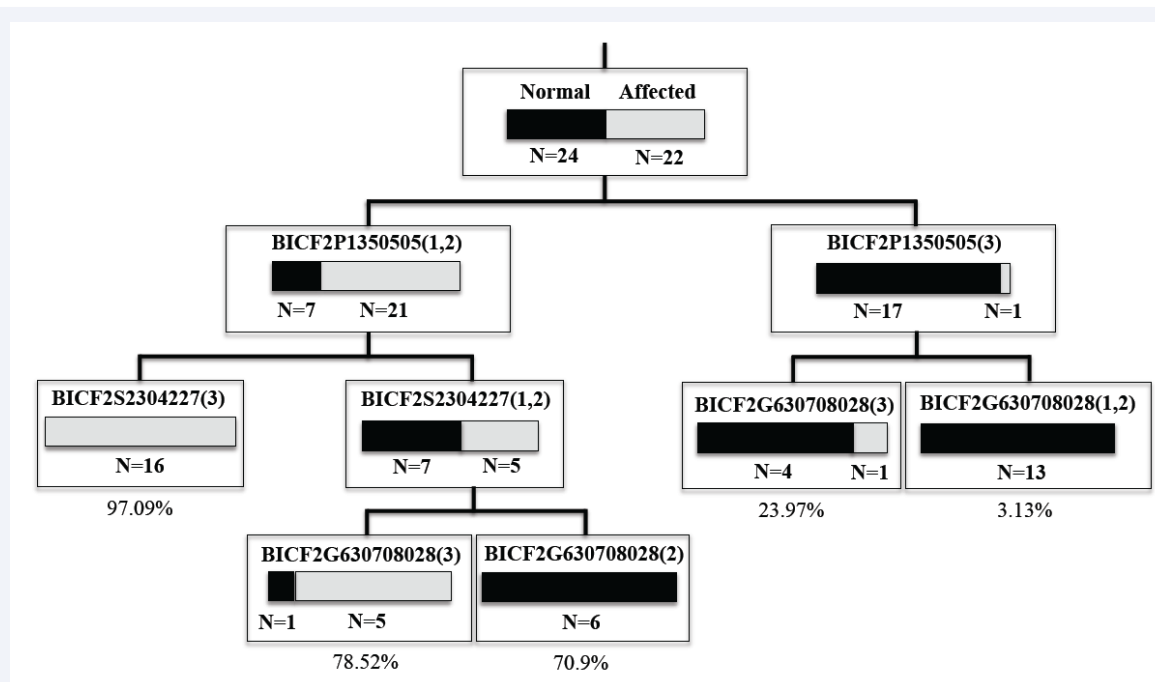 Normal Affected
N=24 N=22
BICF2P1350505(1,2)
N=7 N=21
BICF2P1350505(3)
N=17 N=1
BICF2S2304227(3)
N=16
97.09%
BICF2S2304227(1,2)
N=7 N=5
BICF2G630708028(3)
N=4 N=1
23.97%
BICF2G630708028(1,2)
N=13
3.13%
BICF2G630708028(3)
N=1 N=5
78.52%
BICF2G630708028(2)
N=6
70.9%